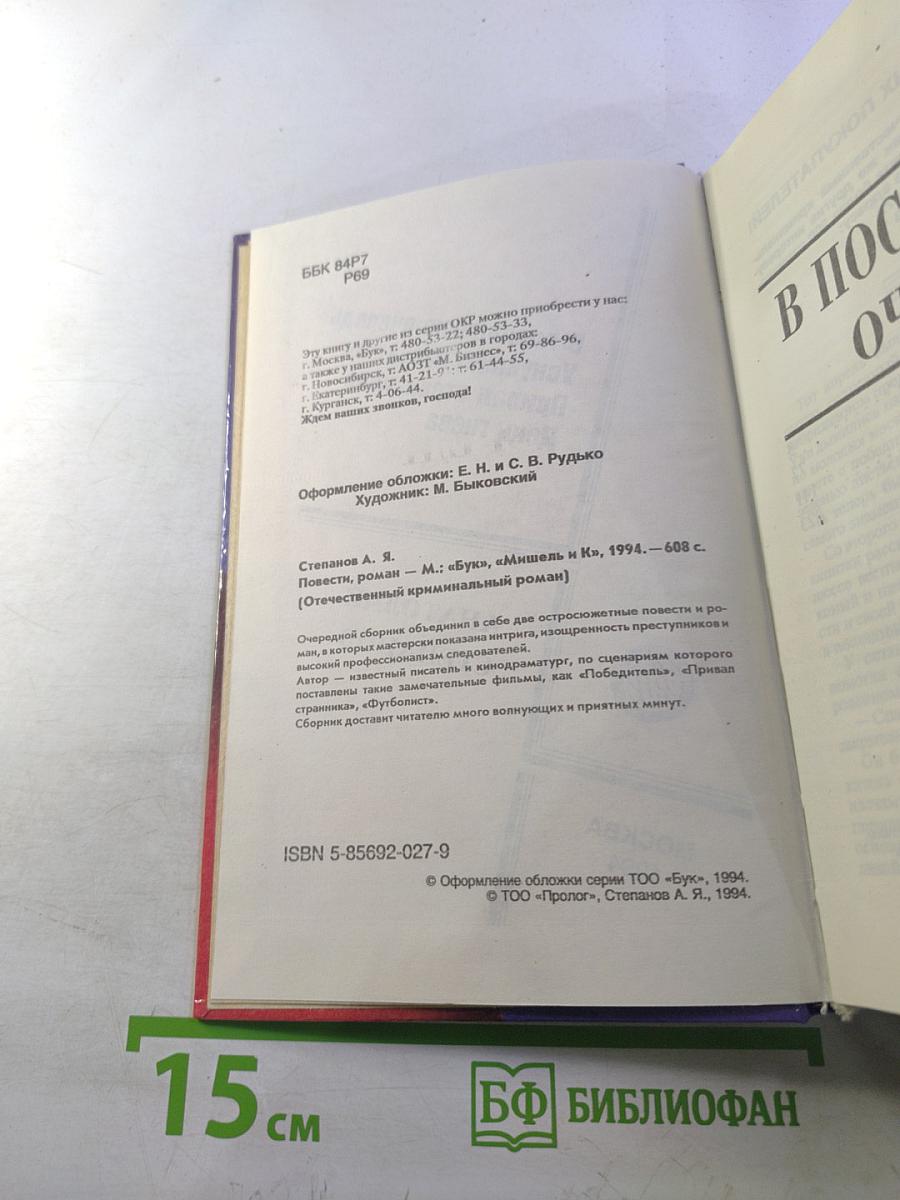 ББК 84Р7
Р69
Эту книгу и другие из серии ОКР можно приобрести у нас:
г. Москва, «Бук», т: 480-53-22; 480-53-33,
а также у наших дистрибьютеров в городах:
г. Новосибирск, т: АОЗТ «М. Бизнес», т: 69-86-96,
г. Екатеринбург, т: 41-21-9 т: 61-44-55,
г. Курганск, т: 4-06-44.
Ждем ваших звонков, господа!
Оформление обложки: Е. Н. и С. В. Рудько
Художник: М. Быковский
Степанов А. Я.
Повести, роман — М.: «Бук», «Мишель и К», 1994. — 608 с.
(Отечественный криминальный роман)
Очередной сборник объединил в себе две остросюжетные повести и ро-
ман, в которых мастерски показана интрига, изощренность преступников и
высокий профессионализм следователей.
Автор — известный писатель и кинодраматург, по сценариям которого
поставлены такие замечательные фильмы, как «Победитель», «Привал
странника», «Футболист».
Сборник доставит читателю много волнующих и приятных минут.
ISBN 5-85692-027-9
© Оформление обложки серии ТОО «Бук», 1994.
© ТОО «Пролог», Степанов А. Я., 1994.
В ПОС
ОЧ
15 см
БФ БИБЛИОФАН